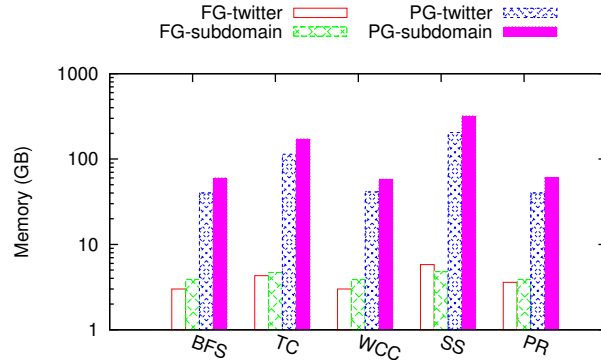 FG-twitter PG-twitter
FG-subdomain PG-subdomain
1000
100
10
1
Memory (GB)
BFS TC WCC SS PR